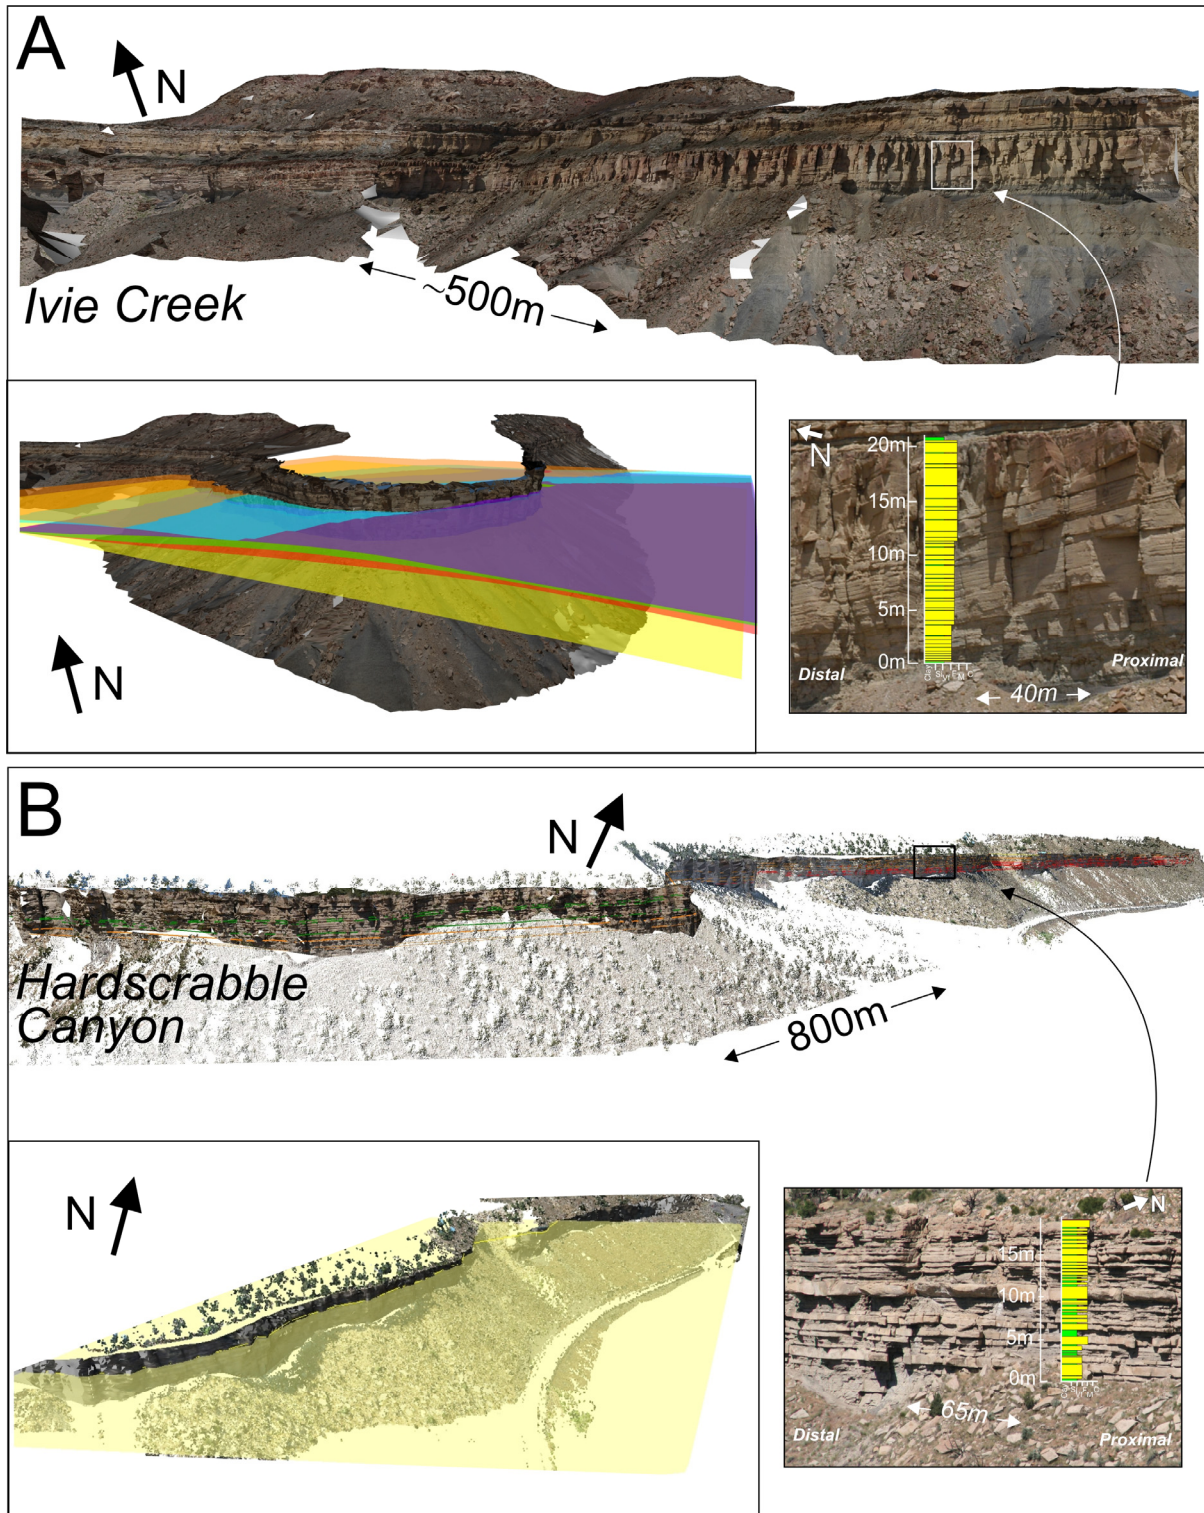 A
N
Ivie Creek
~500m
N
N
20m
15m
10m
5m
0m
Distal
Proximal
40m
B
N
Hardscrabble
Canyon
800m
N
N
15m
10m
5m
0m
65m
Distal
Proximal